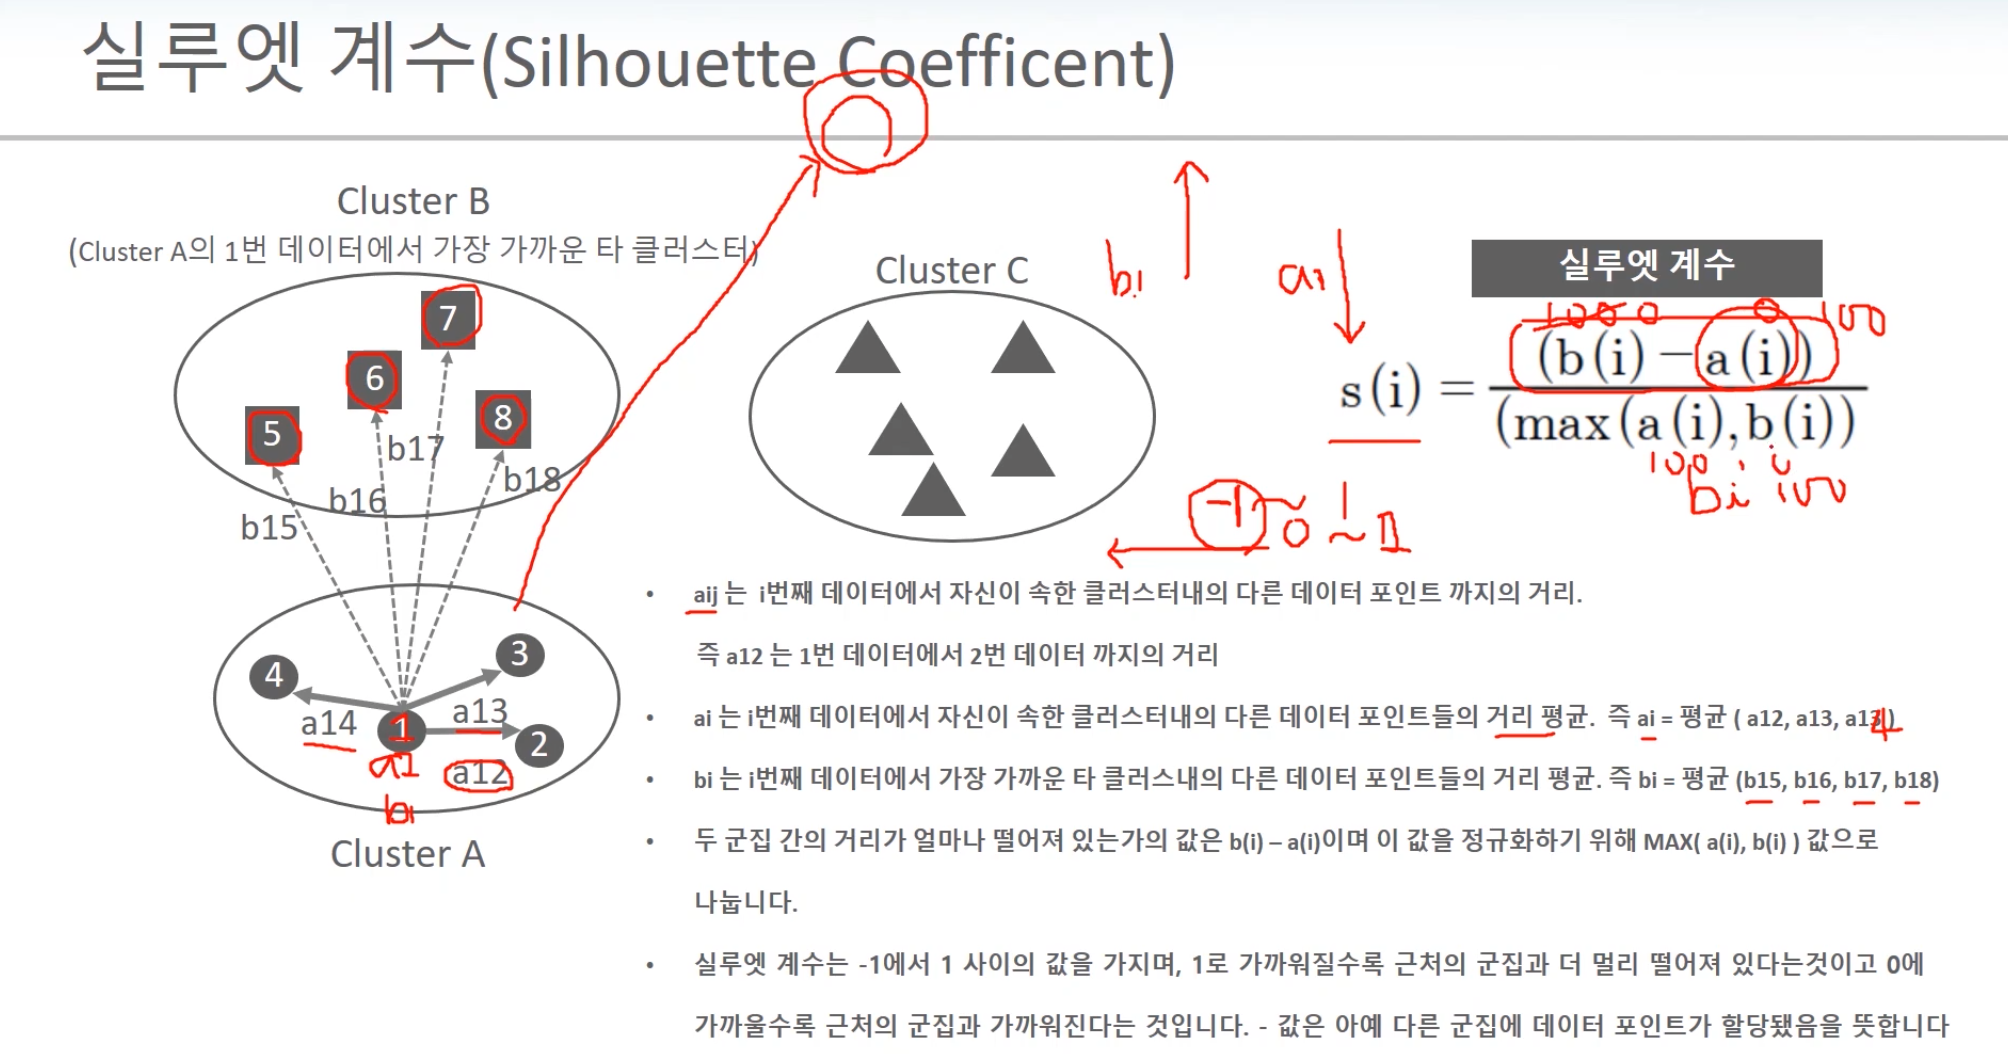 실루엣 계수(Silhouette Coefficent)
Cluster B
(Cluster A의 1번 데이터에서 가장 가까운 타 클러스터)
7
6
8
5
b17
b18
b16
b15
Cluster C
bi
a1
실루엣 계수
1000 0 100
s(i) = (b(i) − a(i)) / (max(a(i),b(i))
100
bi 100
-1 ~ 0 ~ 1
4
3
a14
1
a13
2
a1
a12
bi
Cluster A
• aij 는 i번째 데이터에서 자신이 속한 클러스터내의 다른 데이터 포인트 까지의 거리.
즉 a12 는 1번 데이터에서 2번 데이터 까지의 거리
• ai 는 i번째 데이터에서 자신이 속한 클러스터내의 다른 데이터 포인트들의 거리 평균. 즉 ai = 평균 ( a12, a13, a13 )
4
• bi 는 i번째 데이터에서 가장 가까운 타 클러스내의 다른 데이터 포인트들의 거리 평균. 즉 bi = 평균 (b15, b16, b17, b18)
• 두 군집 간의 거리가 얼마나 떨어져 있는가의 값은 b(i) – a(i)이며 이 값을 정규화하기 위해 MAX( a(i), b(i) ) 값으로
나눕니다.
• 실루엣 계수는 -1에서 1 사이의 값을 가지며, 1로 가까워질수록 근처의 군집과 더 멀리 떨어져 있다는것이고 0에
가까울수록 근처의 군집과 가까워진다는 것입니다. - 값은 아예 다른 군집에 데이터 포인트가 할당됐음을 뜻합니다